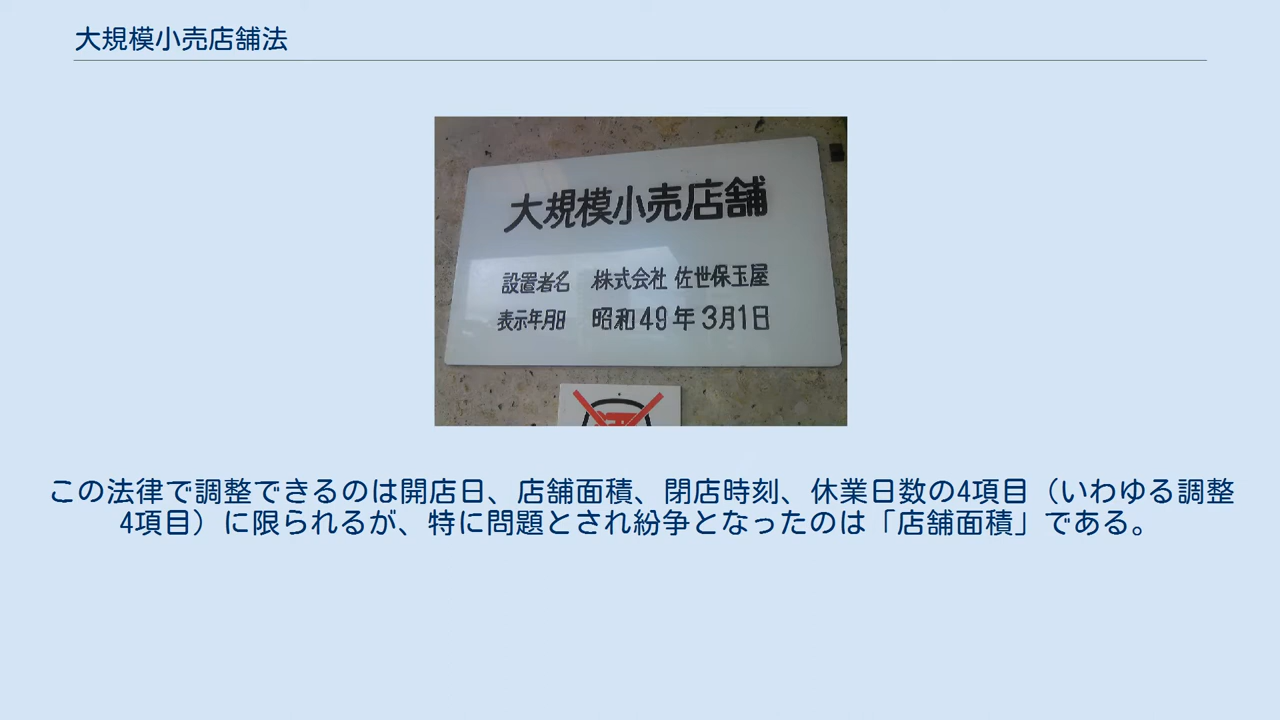 大規模小売店舗法
大規模小売店舗
設置者名 株式会社 佐世保玉屋
表示年月日 昭和49年3月1日
この法律で調整できるのは開店日、店舗面積、閉店時刻、休業日数の4項目（いわゆる調整
4項目）に限られるが、特に問題とされ紛争となったのは「店舗面積」である。